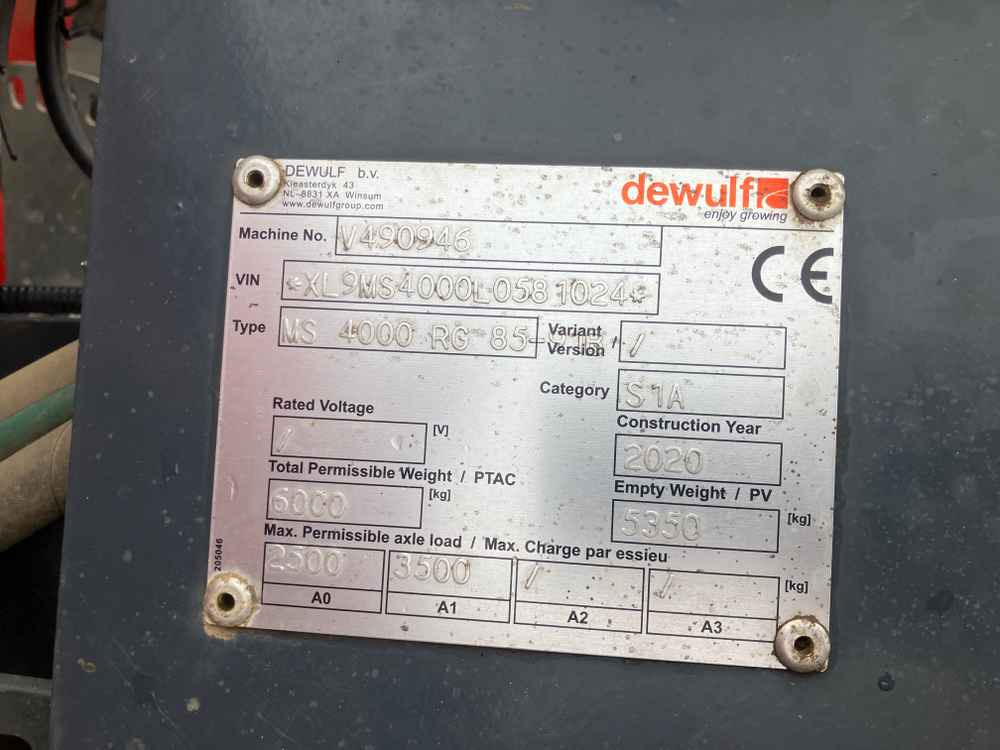 DEWULF b.v.
Kleasterdyk 43
NL-8831 XA Winsum
www.dewulfgroup.com
dewulf
enjoy growing
Machine No. V490946
CE
VIN *XL9MS4000L0581024*
Type MS 4000 RG 85- Variant Version /
Category S1A
Rated Voltage / [V]
Construction Year 2020
Total Permissible Weight / PTAC 6000 [kg]
Empty Weight / PV 5350 [kg]
Max. Permissible axle load / Max. Charge par essieu
2500 3500 / / [kg]
A0 A1 A2 A3
205046